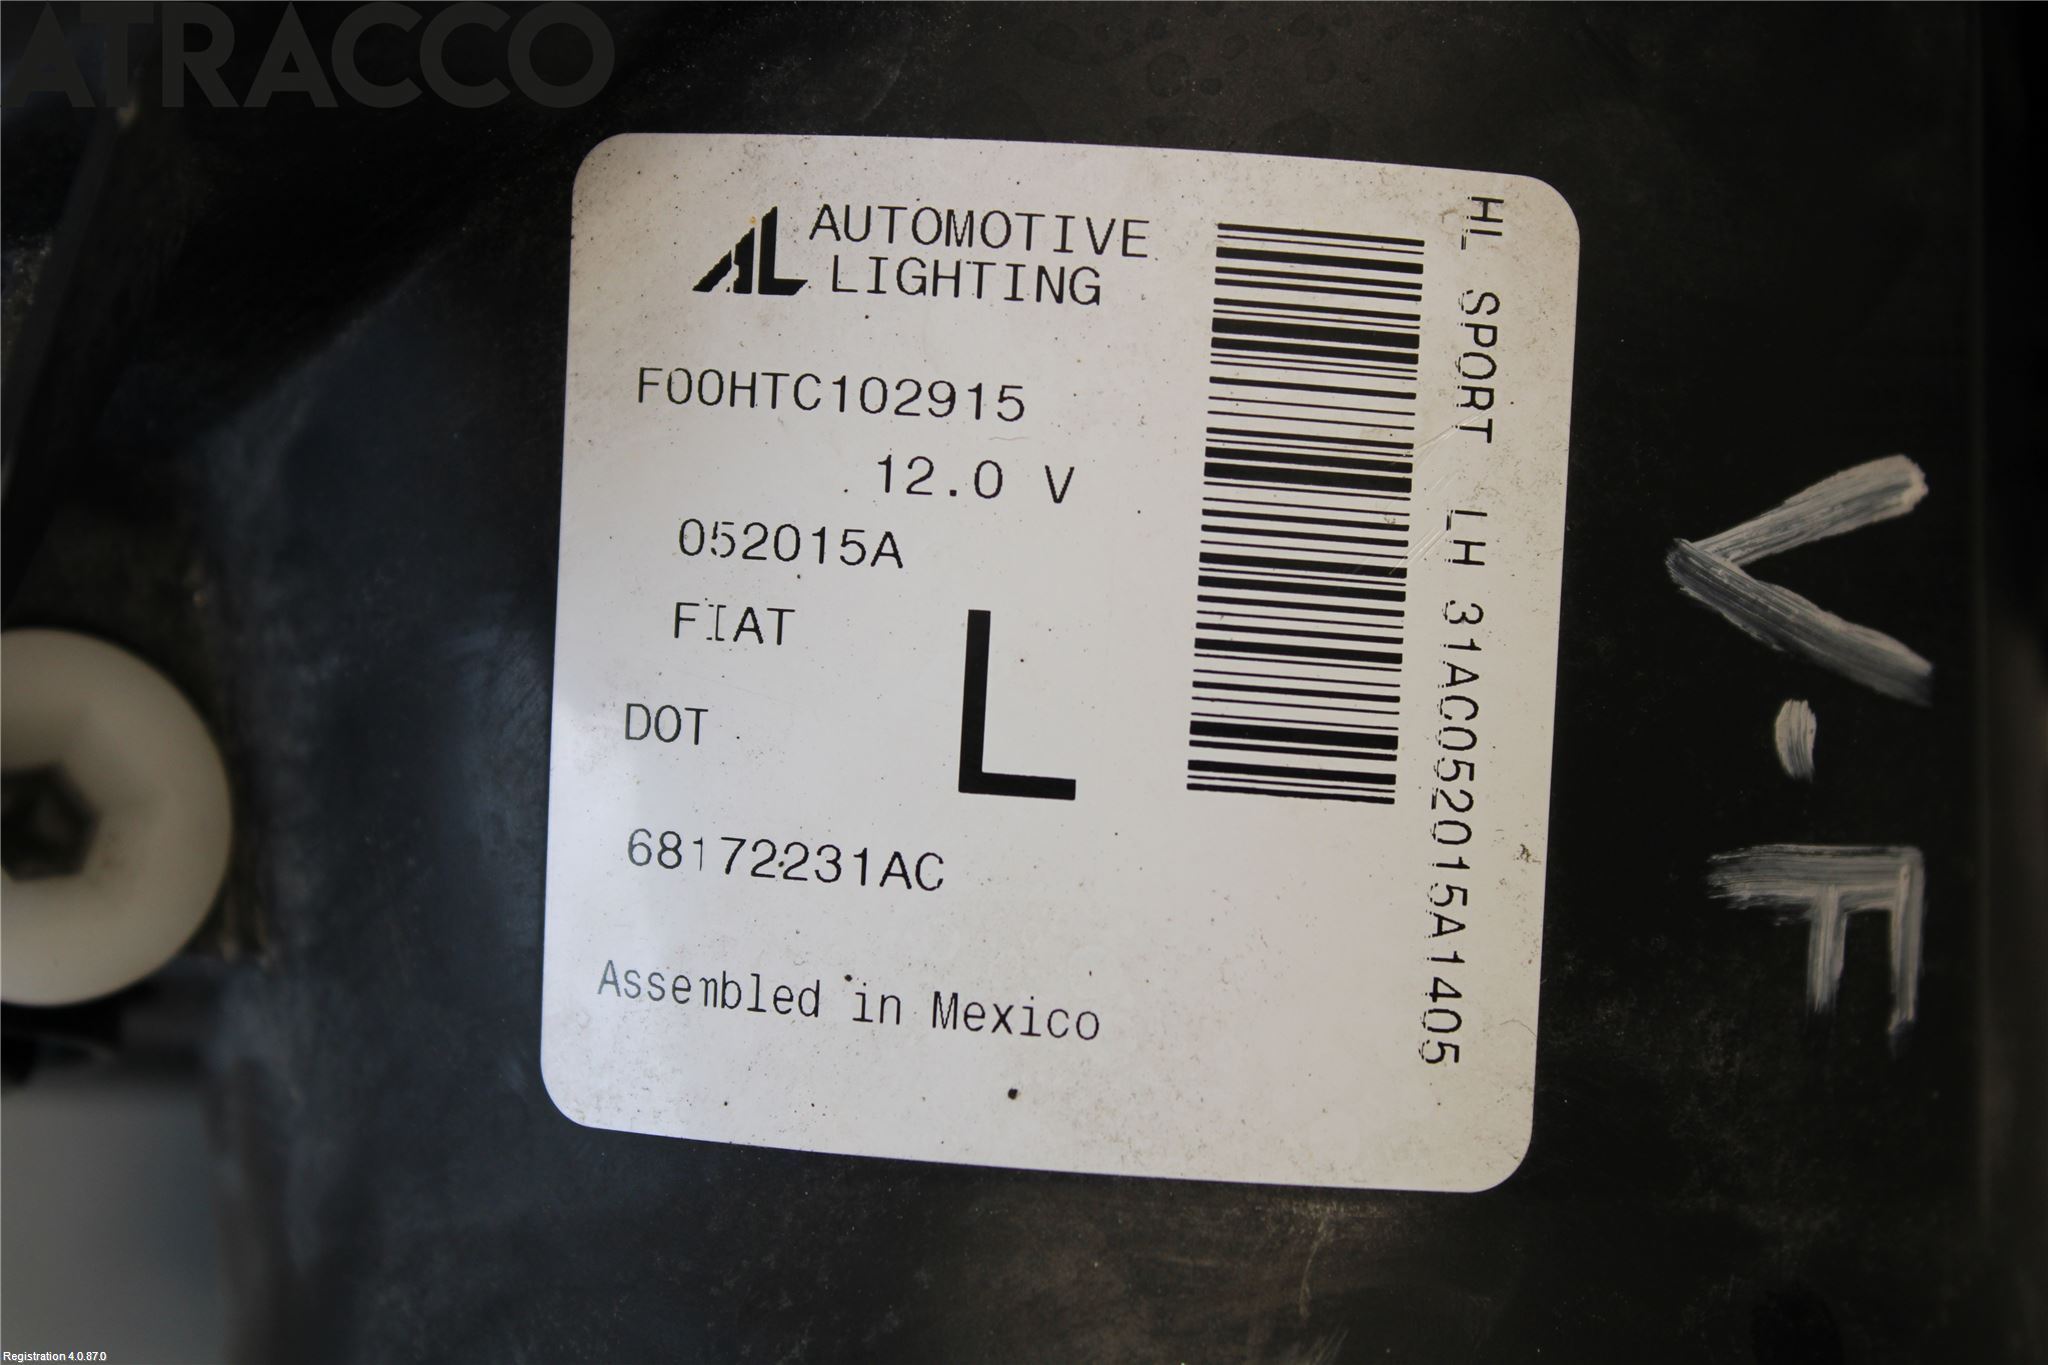 ATRACCO
AL AUTOMOTIVE
LIGHTING
F00HTC102915
12.0 V
052015A
FIAT
L
DOT
68172231AC
Assembled in Mexico
HL SPORT LH 31AC052015A1405
V.F
Registration 4.0.87.0